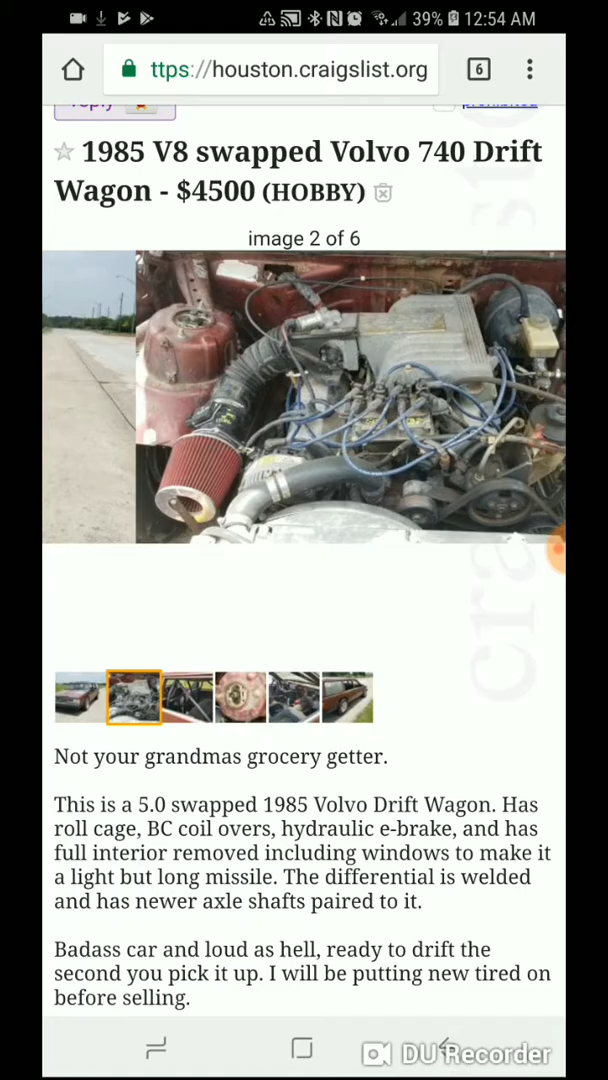 39% 12:54 AM
ttps://houston.craigslist.org
6
reply
prohibited
1985 V8 swapped Volvo 740 Drift
Wagon - $4500 (HOBBY)
image 2 of 6
Not your grandmas grocery getter.
This is a 5.0 swapped 1985 Volvo Drift Wagon. Has
roll cage, BC coil overs, hydraulic e-brake, and has
full interior removed including windows to make it
a light but long missile. The differential is welded
and has newer axle shafts paired to it.
Badass car and loud as hell, ready to drift the
second you pick it up. I will be putting new tired on
before selling.
DU Recorder